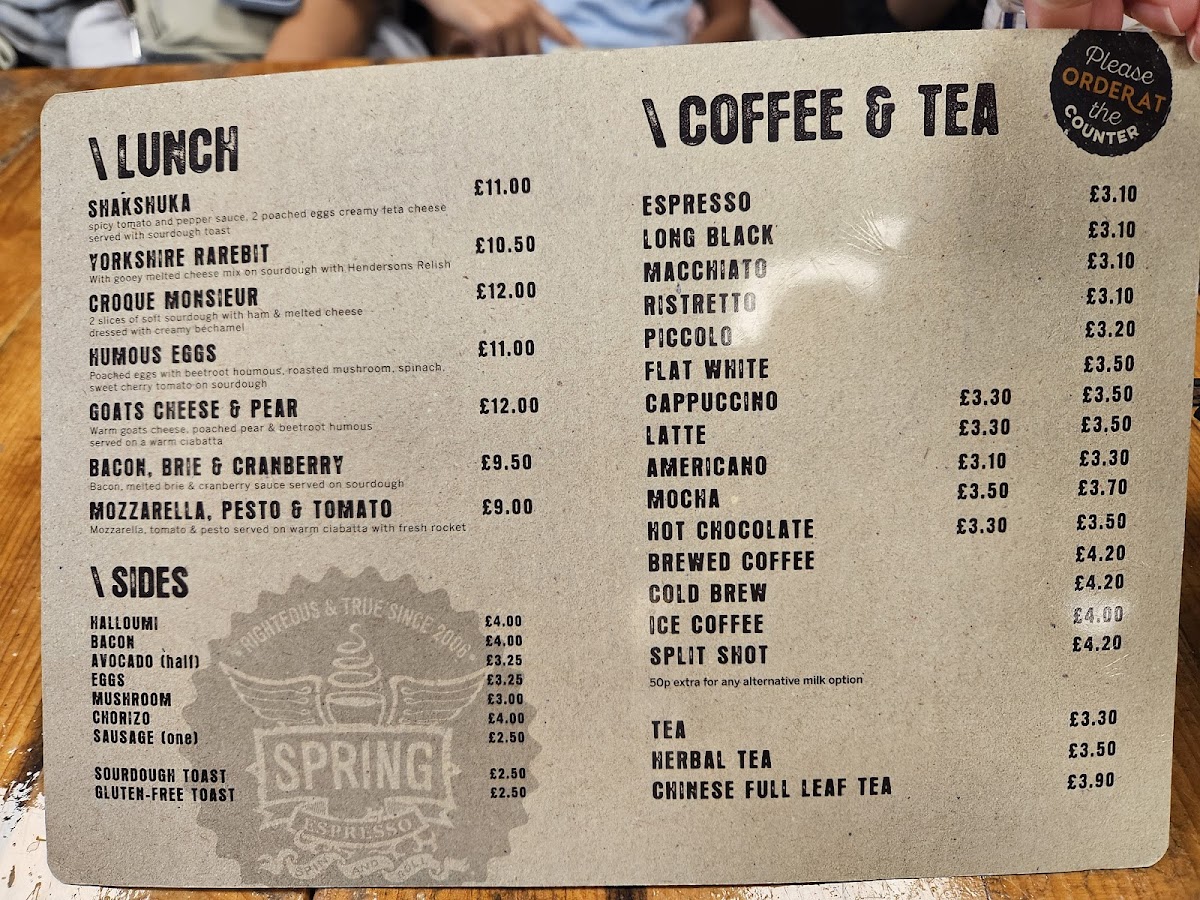 \ LUNCH
SHAKSHUKA £11.00
spicy tomato and pepper sauce, 2 poached eggs creamy feta cheese
served with sourdough toast
YORKSHIRE RAREBIT £10.50
With gooey melted cheese mix on sourdough with Hendersons Relish
CROQUE MONSIEUR £12.00
2 slices of soft sourdough with ham & melted cheese
dressed with creamy béchamel
HUMOUS EGGS £11.00
Poached eggs with beetroot houmous, roasted mushroom, spinach,
sweet cherry tomato on sourdough
GOATS CHEESE & PEAR £12.00
Warm goats cheese, poached pear & beetroot humous
served on a warm ciabatta
BACON, BRIE & CRANBERRY £9.50
Bacon, melted brie & cranberry sauce served on sourdough
MOZZARELLA, PESTO & TOMATO £9.00
Mozzarella, tomato & pesto served on warm ciabatta with fresh rocket
\ SIDES
HALLOUMI £4.00
BACON £4.00
AVOCADO (half) £3.25
EGGS £3.25
MUSHROOM £3.00
CHORIZO £4.00
SAUSAGE (one) £2.50
SOURDOUGH TOAST £2.50
GLUTEN-FREE TOAST £2.50
RIGHTEOUS & TRUE SINCE 2006
SPRING
ESPRESSO
AND
\ COFFEE & TEA
Please
ORDER AT
the
COUNTER
ESPRESSO £3.10
LONG BLACK £3.10
MACCHIATO £3.10
RISTRETTO £3.10
PICCOLO £3.20
FLAT WHITE £3.50
CAPPUCCINO £3.30 £3.50
LATTE £3.30 £3.50
AMERICANO £3.10 £3.30
MOCHA £3.50 £3.70
HOT CHOCOLATE £3.30 £3.50
BREWED COFFEE £4.20
COLD BREW £4.20
ICE COFFEE £4.00
SPLIT SHOT £4.20
50p extra for any alternative milk option
TEA £3.30
HERBAL TEA £3.50
CHINESE FULL LEAF TEA £3.90